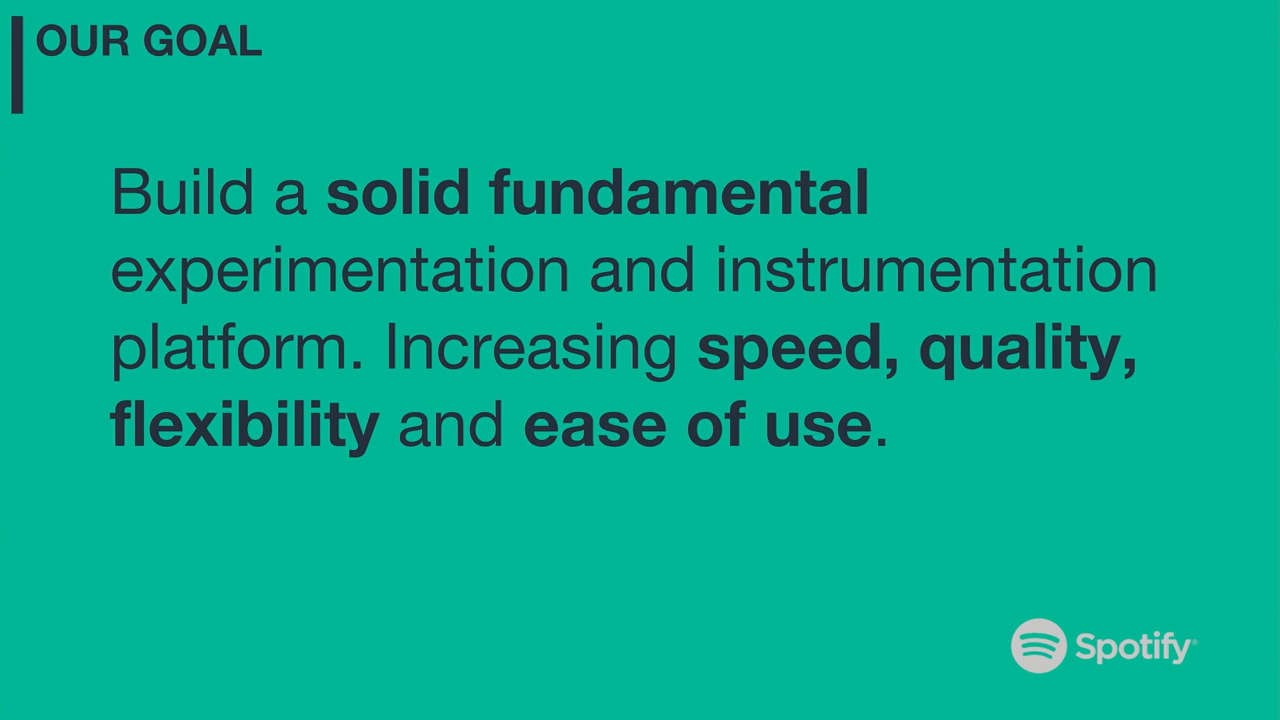 OUR GOAL
Build a solid fundamental
experimentation and instrumentation
platform. Increasing speed, quality,
flexibility and ease of use.
Spotify®